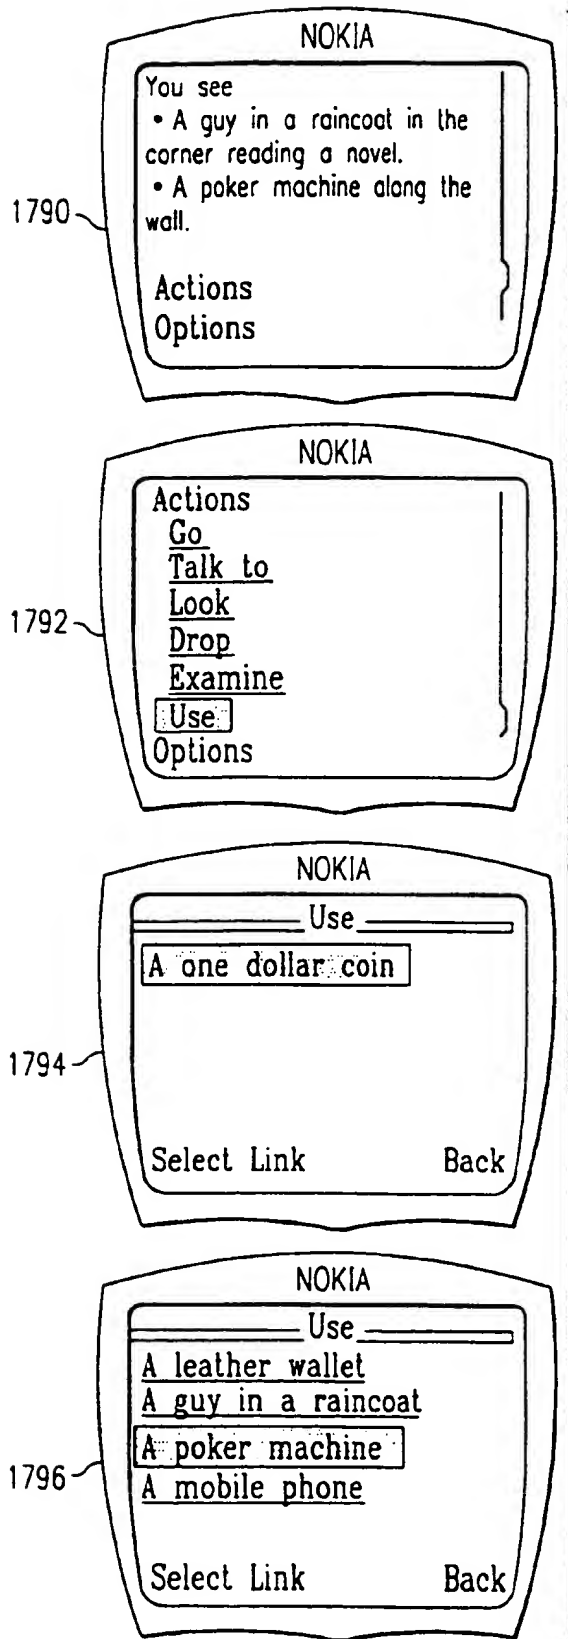 NOKIA
You see
• A guy in a raincoat in the
corner reading a novel.
• A poker machine along the
wall.
1790
Actions
Options
NOKIA
Actions
Go
Talk to
Look
1792
Drop
Examine
Use
Options
NOKIA
Use
A one dollar coin
1794
Select Link Back
NOKIA
Use
A leather wallet
A guy in a raincoat
A poker machine
1796
A mobile phone
Select Link Back